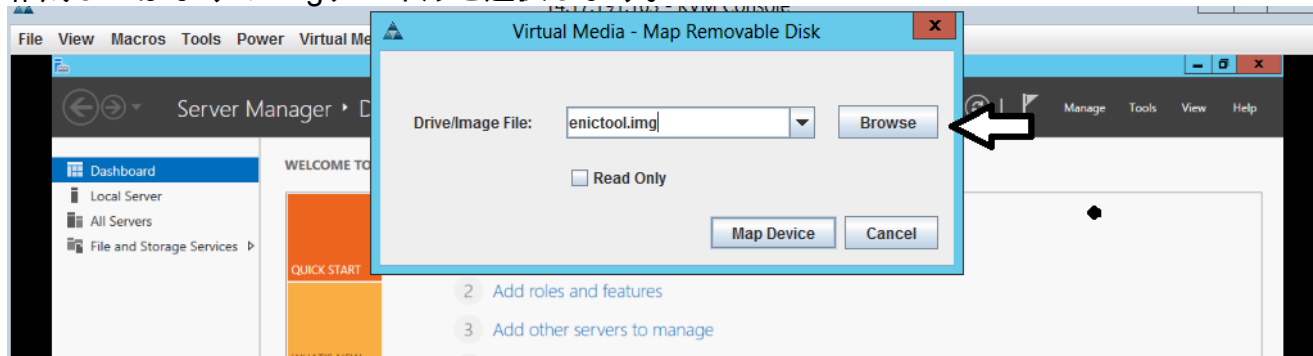 KVM Console
File View Macros Tools Power Virtual Me
Virtual Media - Map Removable Disk
x
Server Manager
Manage Tools View Help
Drive/Image File: enictool.img Browse
Read Only
Map Device Cancel
Dashboard
Local Server
All Servers
File and Storage Services
WELCOME TO
QUICK START
2 Add roles and features
3 Add other servers to manage